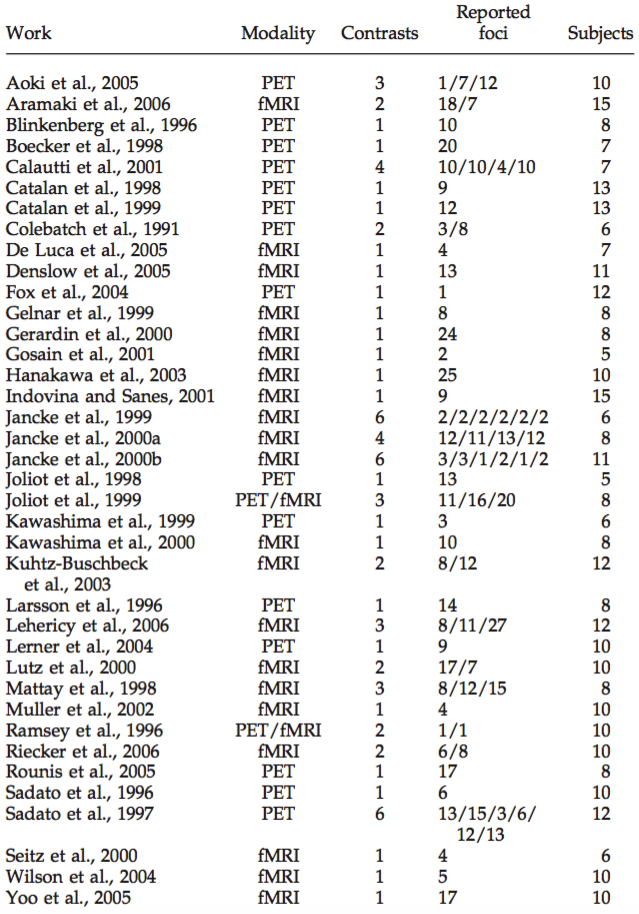 Work Modality Contrasts Reported foci Subjects
Aoki et al., 2005 PET 3 1/7/12 10
Aramaki et al., 2006 fMRI 2 18/7 15
Blinkenberg et al., 1996 PET 1 10 8
Boecker et al., 1998 PET 1 20 7
Calautti et al., 2001 PET 4 10/10/4/10 7
Catalan et al., 1998 PET 1 9 13
Catalan et al., 1999 PET 1 12 13
Colebatch et al., 1991 PET 2 3/8 6
De Luca et al., 2005 fMRI 1 4 7
Denslow et al., 2005 fMRI 1 13 11
Fox et al., 2004 PET 1 1 12
Gelnar et al., 1999 fMRI 1 8 8
Gerardin et al., 2000 fMRI 1 24 8
Gosain et al., 2001 fMRI 1 2 5
Hanakawa et al., 2003 fMRI 1 25 10
Indovina and Sanes, 2001 fMRI 1 9 15
Jancke et al., 1999 fMRI 6 2/2/2/2/2/2 6
Jancke et al., 2000a fMRI 4 12/11/13/12 8
Jancke et al., 2000b fMRI 6 3/3/1/2/1/2 11
Joliot et al., 1998 PET 1 13 5
Joliot et al., 1999 PET/fMRI 3 11/16/20 8
Kawashima et al., 1999 PET 1 3 6
Kawashima et al., 2000 fMRI 1 10 8
Kuhtz-Buschbeck fMRI 2 8/12 12
et al., 2003
Larsson et al., 1996 PET 1 14 8
Lehericy et al., 2006 fMRI 3 8/11/27 12
Lerner et al., 2004 PET 1 9 10
Lutz et al., 2000 fMRI 2 17/7 10
Mattay et al., 1998 fMRI 3 8/12/15 8
Muller et al., 2002 fMRI 1 4 10
Ramsey et al., 1996 PET/fMRI 2 1/1 10
Riecker et al., 2006 fMRI 2 6/8 10
Rounis et al., 2005 PET 1 17 8
Sadato et al., 1996 PET 1 6 10
Sadato et al., 1997 PET 6 13/15/3/6/ 12
12/13
Seitz et al., 2000 fMRI 1 4 6
Wilson et al., 2004 fMRI 1 5 10
Yoo et al., 2005 fMRI 1 17 10